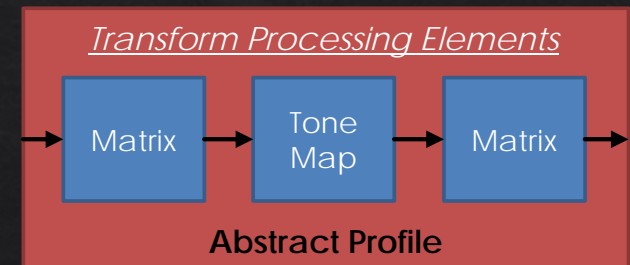 Transform Processing Elements
Matrix
Tone
Map
Matrix
Abstract Profile